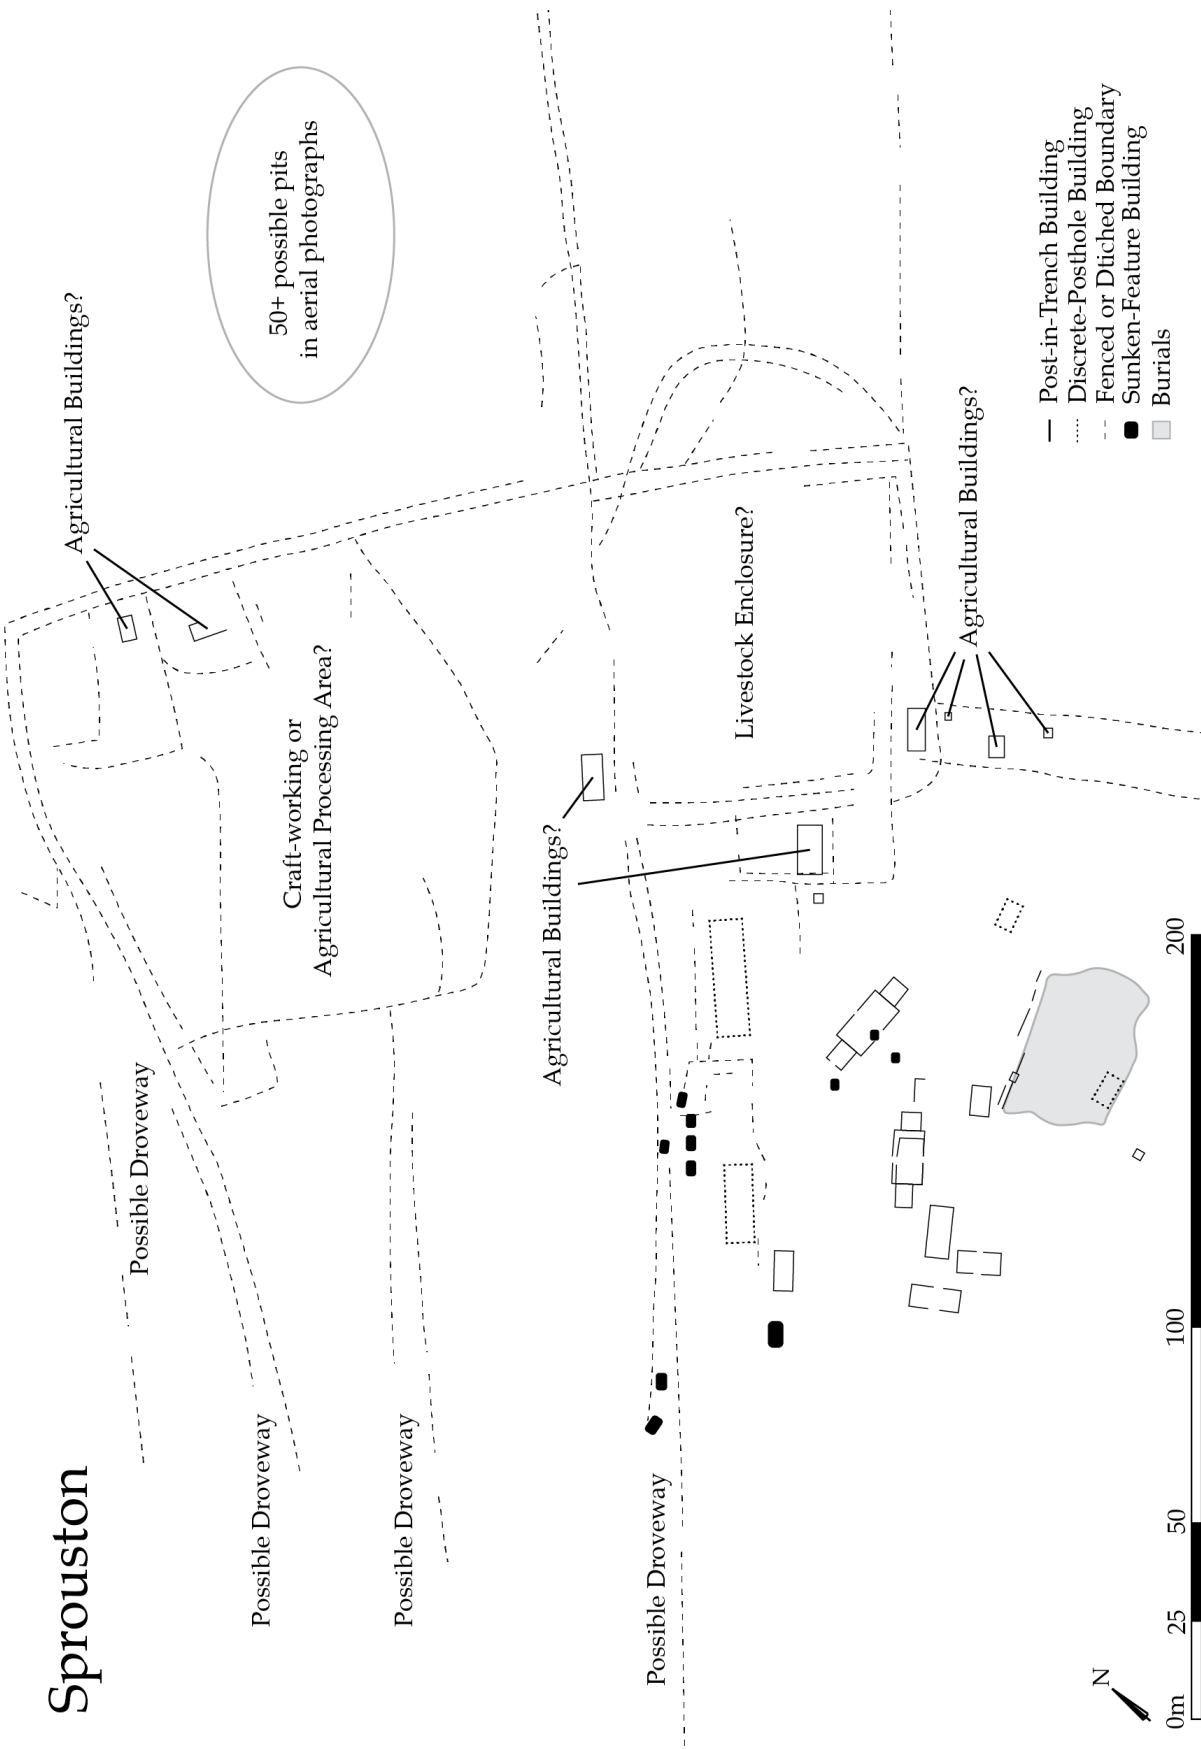 Sprouston
Agricultural Buildings?
50+ possible pits
in aerial photographs
Possible Droveway
Craft-working or
Agricultural Processing Area?
Possible Droveway
Possible Droveway
Agricultural Buildings?
Livestock Enclosure?
Possible Droveway
Agricultural Buildings?
Post-in-Trench Building
Discrete-Posthole Building
Fenced or Dtiched Boundary
Sunken-Feature Building
Burials
N
0m 25 50 100 200